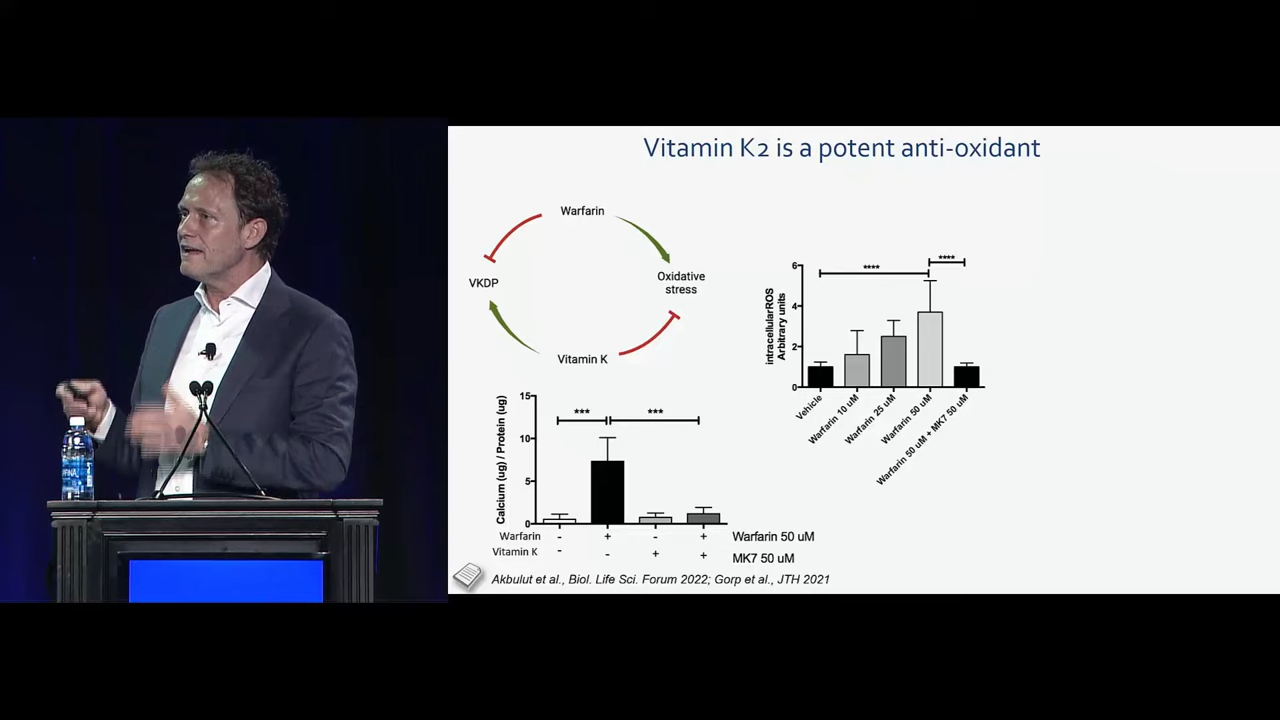 Vitamin K2 is a potent anti-oxidant
Warfarin
VKDP
Oxidative
stress
Vitamin K
intracellularROS
Arbitrary units
6
4
2
0
****
****
Vehicle
Warfarin 10 uM
Warfarin 25 uM
Warfarin 50 uM
Warfarin 50 uM + MK7 50 uM
Calcium (ug) / Protein (ug)
15
10
5
0
***
***
Warfarin - + - + Warfarin 50 uM
Vitamin K - - + + MK7 50 uM
Akbulut et al., Biol. Life Sci. Forum 2022; Gorp et al., JTH 2021